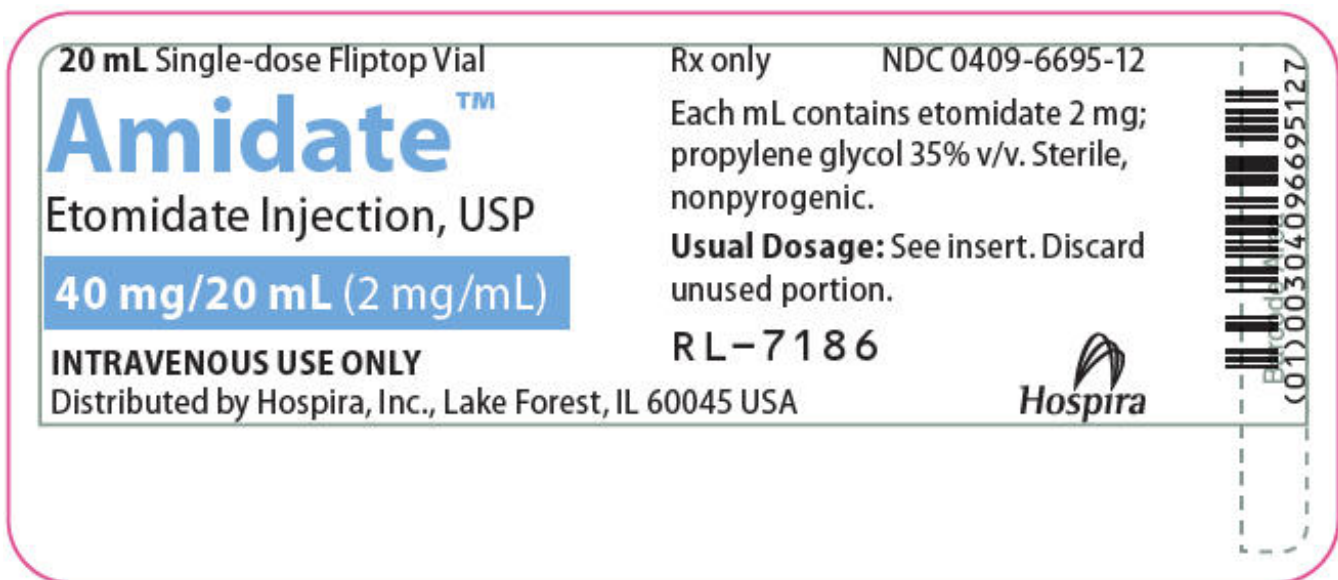 20 mL Single-dose Fliptop Vial
Amidate™
Etomidate Injection, USP
40 mg/20 mL (2 mg/mL)
INTRAVENOUS USE ONLY
Distributed by Hospira, Inc., Lake Forest, IL 60045 USA
Rx only NDC 0409-6695-12
Each mL contains etomidate 2 mg;
propylene glycol 35% v/v. Sterile,
nonpyrogenic.
Usual Dosage: See insert. Discard
unused portion.
RL-7186
Hospira
Barcode Area
(01)00304096695127